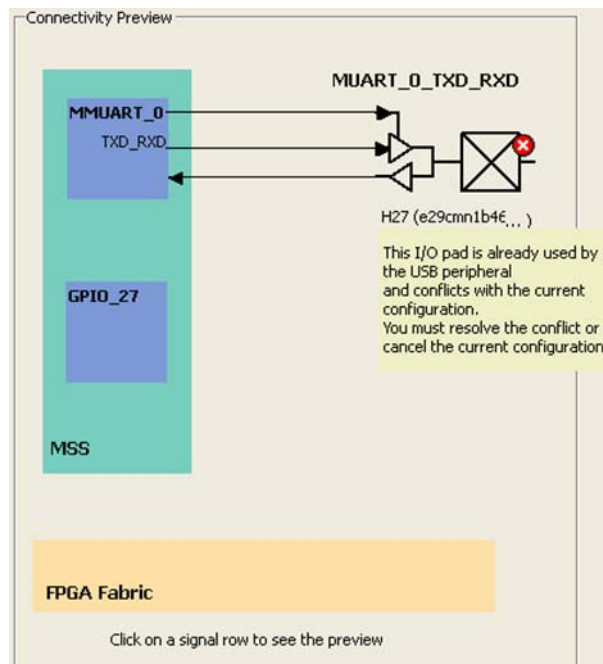 Connectivity Preview
MUART_0_TXD_RXD
MMUART_0
TXD_RXD
H27 (e29cmn1b46... )
This I/O pad is already used by
the USB peripheral
and conflicts with the current
configuration.
You must resolve the conflict or
cancel the current configuration
GPIO_27
MSS
FPGA Fabric
Click on a signal row to see the preview